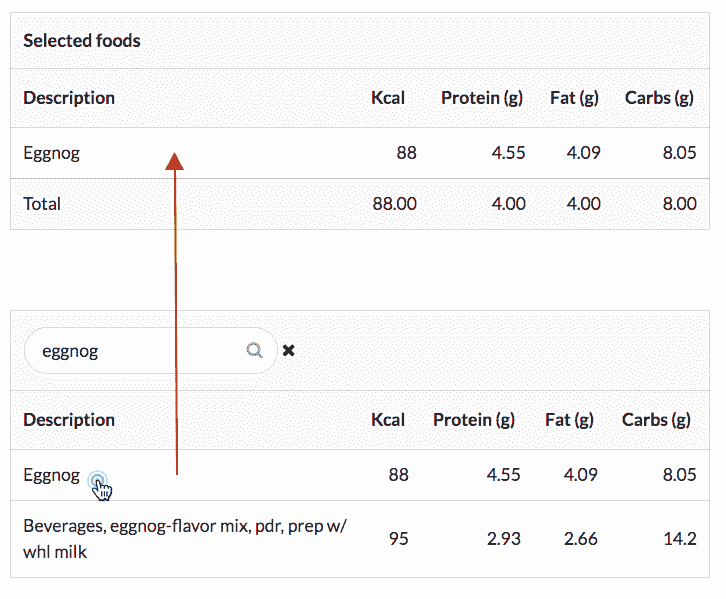 Selected foods
Description Kcal Protein (g) Fat (g) Carbs (g)
Eggnog 88 4.55 4.09 8.05
Total 88.00 4.00 4.00 8.00
eggnog
Description Kcal Protein (g) Fat (g) Carbs (g)
Eggnog 88 4.55 4.09 8.05
Beverages, eggnog-flavor mix, pdr, prep w/
whl milk 95 2.93 2.66 14.2